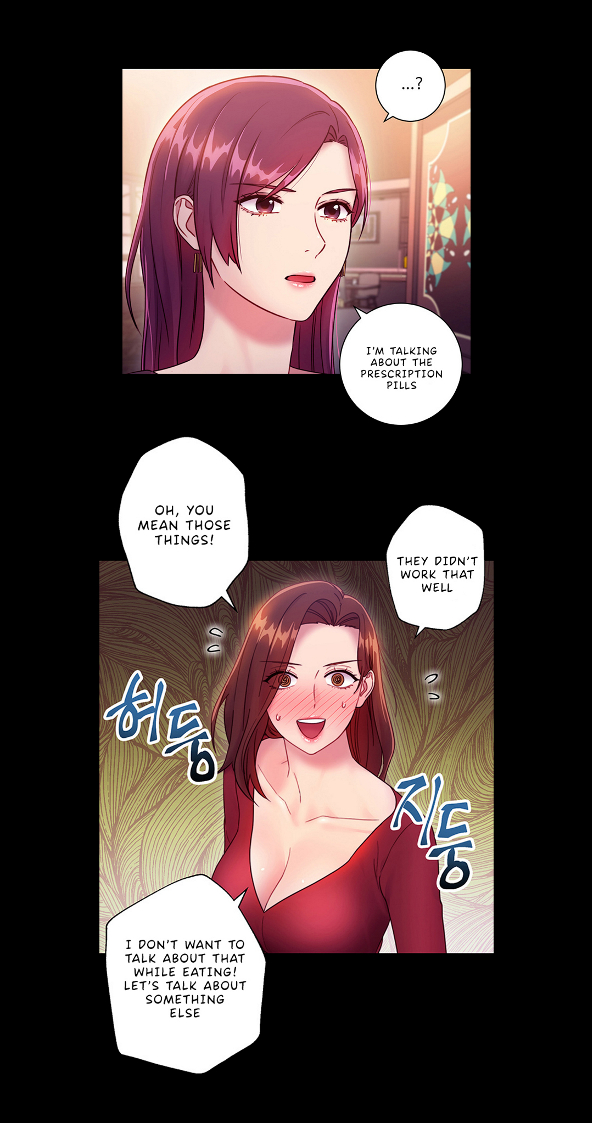 ...?
I'M TALKING
ABOUT THE
PRESCRIPTION
PILLS
OH, YOU
MEAN THOSE
THINGS!
THEY DIDN'T
WORK THAT
WELL
허둥
지둥
I DON'T WANT TO
TALK ABOUT THAT
WHILE EATING!
LET'S TALK ABOUT
SOMETHING
ELSE